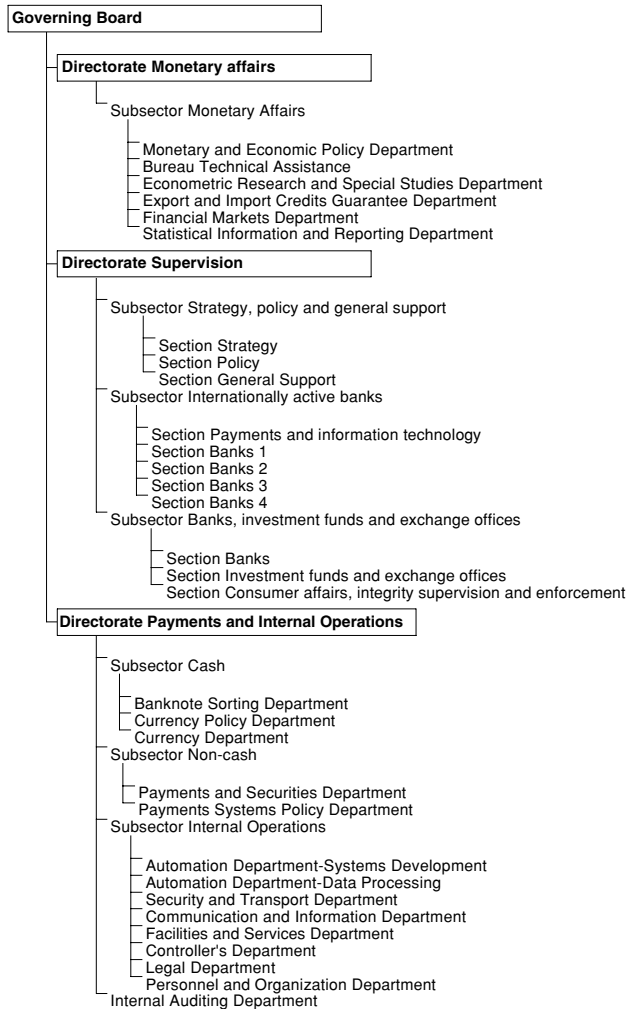 Governing Board
Directorate Monetary affairs
Subsector Monetary Affairs
Monetary and Economic Policy Department
Bureau Technical Assistance
Econometric Research and Special Studies Department
Export and Import Credits Guarantee Department
Financial Markets Department
Statistical Information and Reporting Department
Directorate Supervision
Subsector Strategy, policy and general support
Section Strategy
Section Policy
Section General Support
Subsector Internationally active banks
Section Payments and information technology
Section Banks 1
Section Banks 2
Section Banks 3
Section Banks 4
Subsector Banks, investment funds and exchange offices
Section Banks
Section Investment funds and exchange offices
Section Consumer affairs, integrity supervision and enforcement
Directorate Payments and Internal Operations
Subsector Cash
Banknote Sorting Department
Currency Policy Department
Currency Department
Subsector Non-cash
Payments and Securities Department
Payments Systems Policy Department
Subsector Internal Operations
Automation Department-Systems Development
Automation Department-Data Processing
Security and Transport Department
Communication and Information Department
Facilities and Services Department
Controller's Department
Legal Department
Personnel and Organization Department
Internal Auditing Department